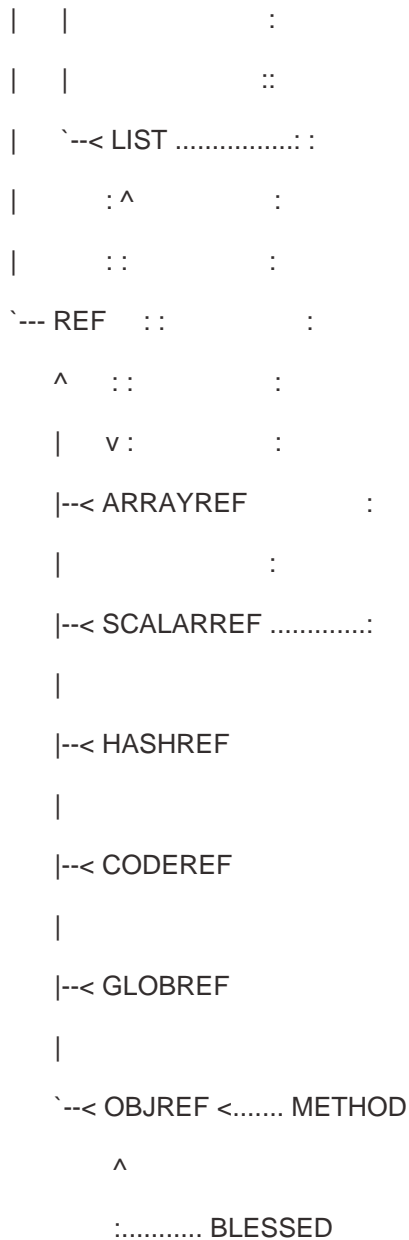 |     |                         :
|     |                        ::
|     `--< LIST ................: :
|          : ^                :
|          : :                 :
`--- REF    : :               :
     ^      : :                :
     |     v :                :
     |--< ARRAYREF               :
     |                         :
     |--< SCALARREF .............:
     |
     |--< HASHREF
     |
     |--< CODEREF
     |
     |--< GLOBREF
     |
     `--< OBJREF <....... METHOD
           ^
           :........... BLESSED